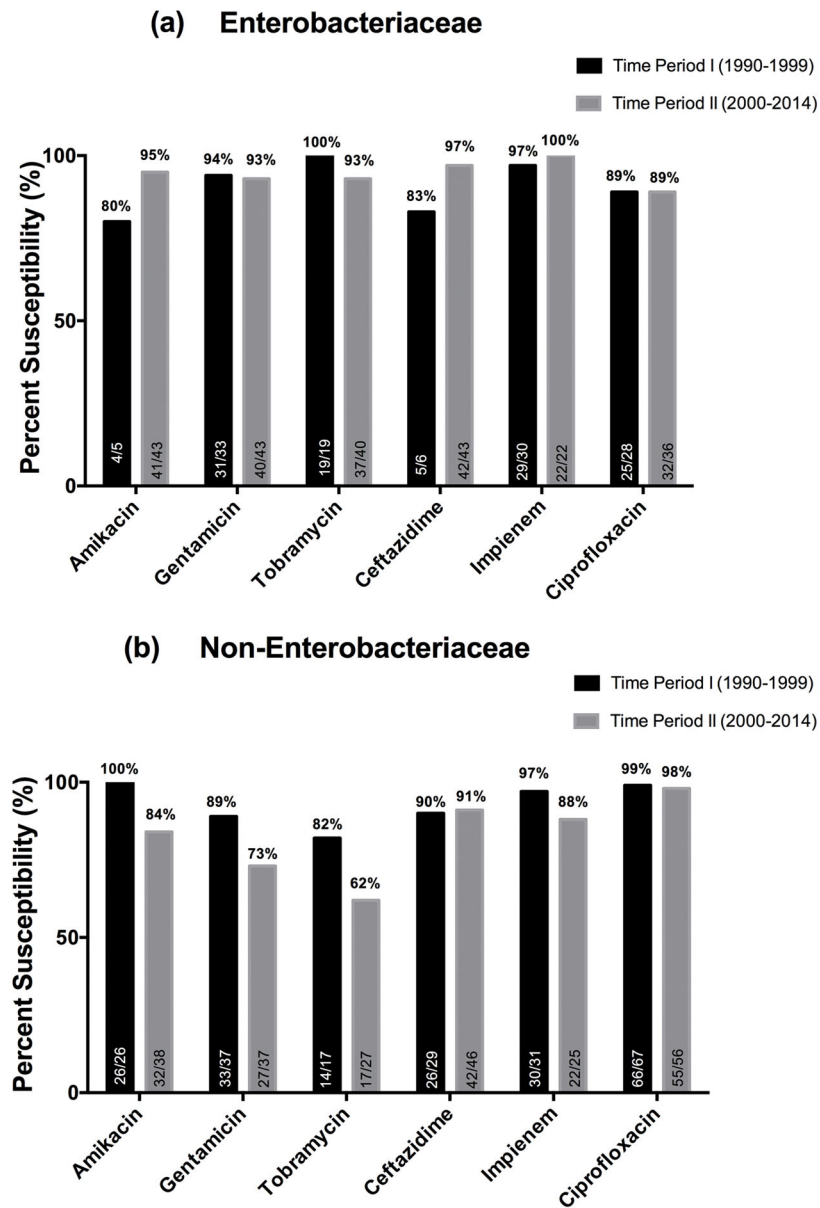 (a) Enterobacteriaceae
Time Period I (1990-1999)
Time Period II (2000-2014)
Percent Susceptibility (%)
100
50
0
80% 95% 94% 93% 100% 93% 83% 97% 97% 100% 89% 89%
4/5 41/43 31/33 40/43 19/19 37/40 5/6 42/43 29/30 22/22 25/28 32/36
Amikacin Gentamicin Tobramycin Ceftazidime Impienem Ciprofloxacin
(b) Non-Enterobacteriaceae
Time Period I (1990-1999)
Time Period II (2000-2014)
Percent Susceptibility (%)
100
50
0
100% 84% 89% 73% 82% 62% 90% 91% 97% 88% 99% 98%
26/26 32/38 33/37 27/37 14/17 17/27 26/29 42/46 30/31 22/25 66/67 55/56
Amikacin Gentamicin Tobramycin Ceftazidime Impienem Ciprofloxacin